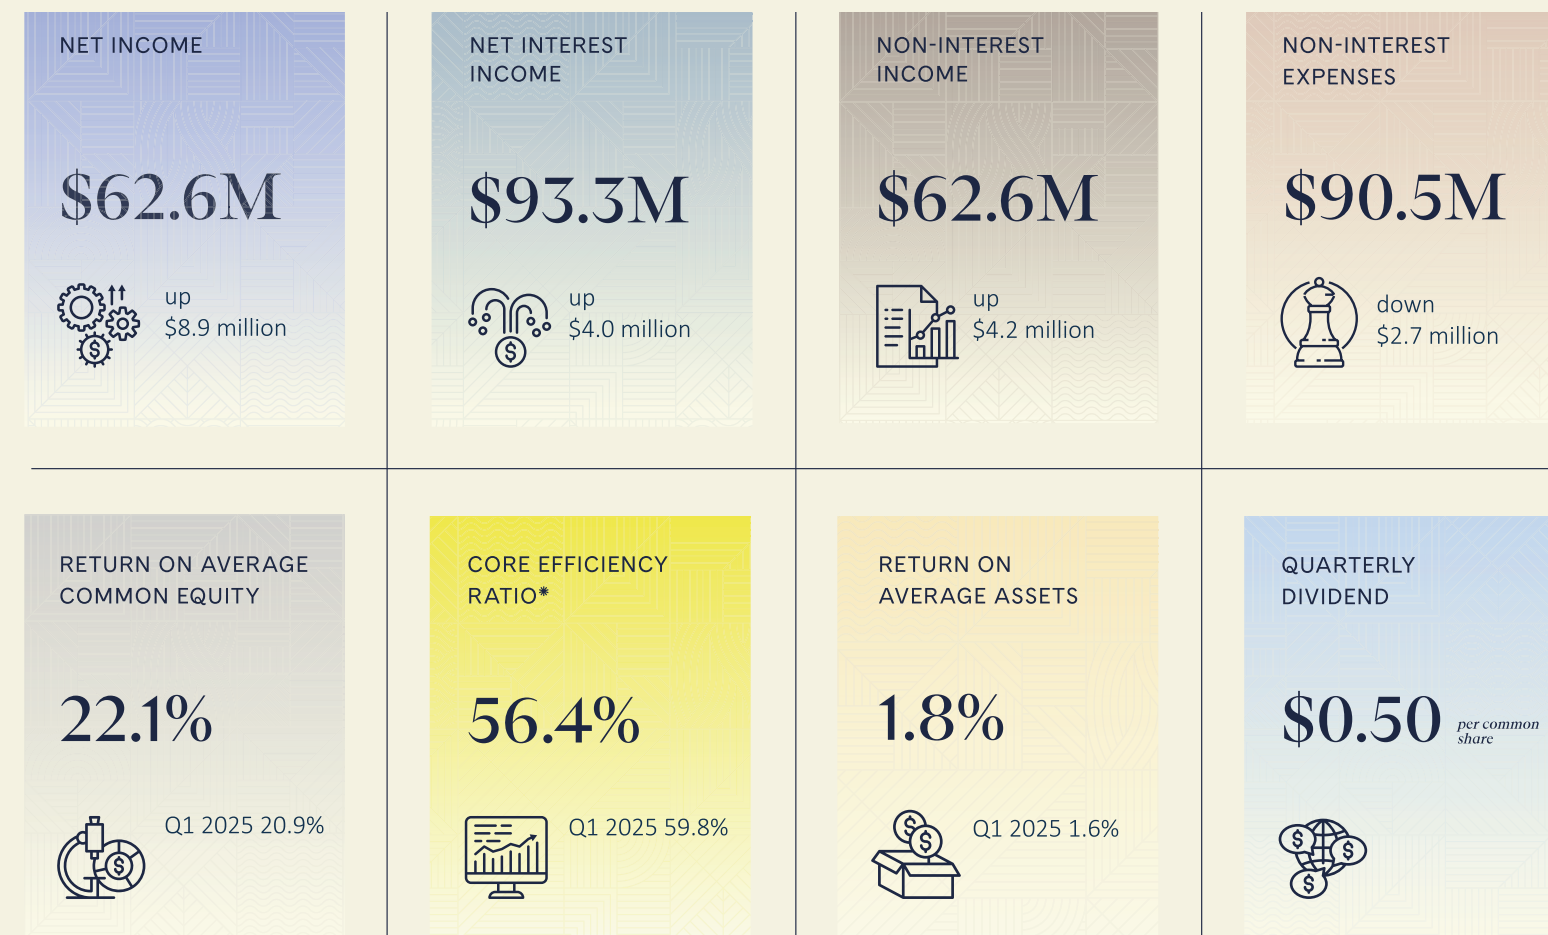 NET INCOME
$62.6M
up
$8.9 million
NET INTEREST
INCOME
$93.3M
up
$4.0 million
NON-INTEREST
INCOME
$62.6M
up
$4.2 million
NON-INTEREST
EXPENSES
$90.5M
down
$2.7 million
RETURN ON AVERAGE
COMMON EQUITY
22.1%
Q1 2025 20.9%
CORE EFFICIENCY
RATIO*
56.4%
Q1 2025 59.8%
RETURN ON
AVERAGE ASSETS
1.8%
Q1 2025 1.6%
QUARTERLY
DIVIDEND
$0.50
per common
share